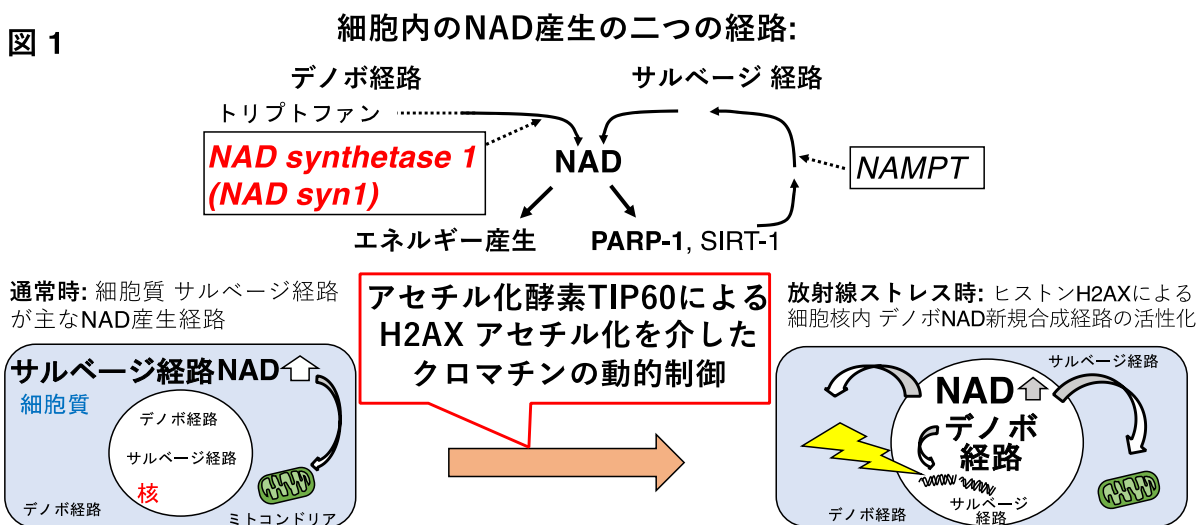 図 1
細胞内のNAD産生の二つの経路:
デノボ経路
サルベージ 経路
トリプトファン
NAD synthetase 1
(NAD syn1)
NAD
NAMPT
エネルギー産生
PARP-1, SIRT-1
通常時: 細胞質 サルベージ経路
が主なNAD産生経路
アセチル化酵素TIP60による
H2AX アセチル化を介した
クロマチンの動的制御
放射線ストレス時: ヒストンH2AXによる
細胞核内 デノボNAD新規合成経路の活性化
サルベージ経路NAD
細胞質
デノボ経路
サルベージ経路
核
デノボ経路
ミトコンドリア
サルベージ経路
NAD
デノボ
経路
サルベージ
経路
デノボ経路